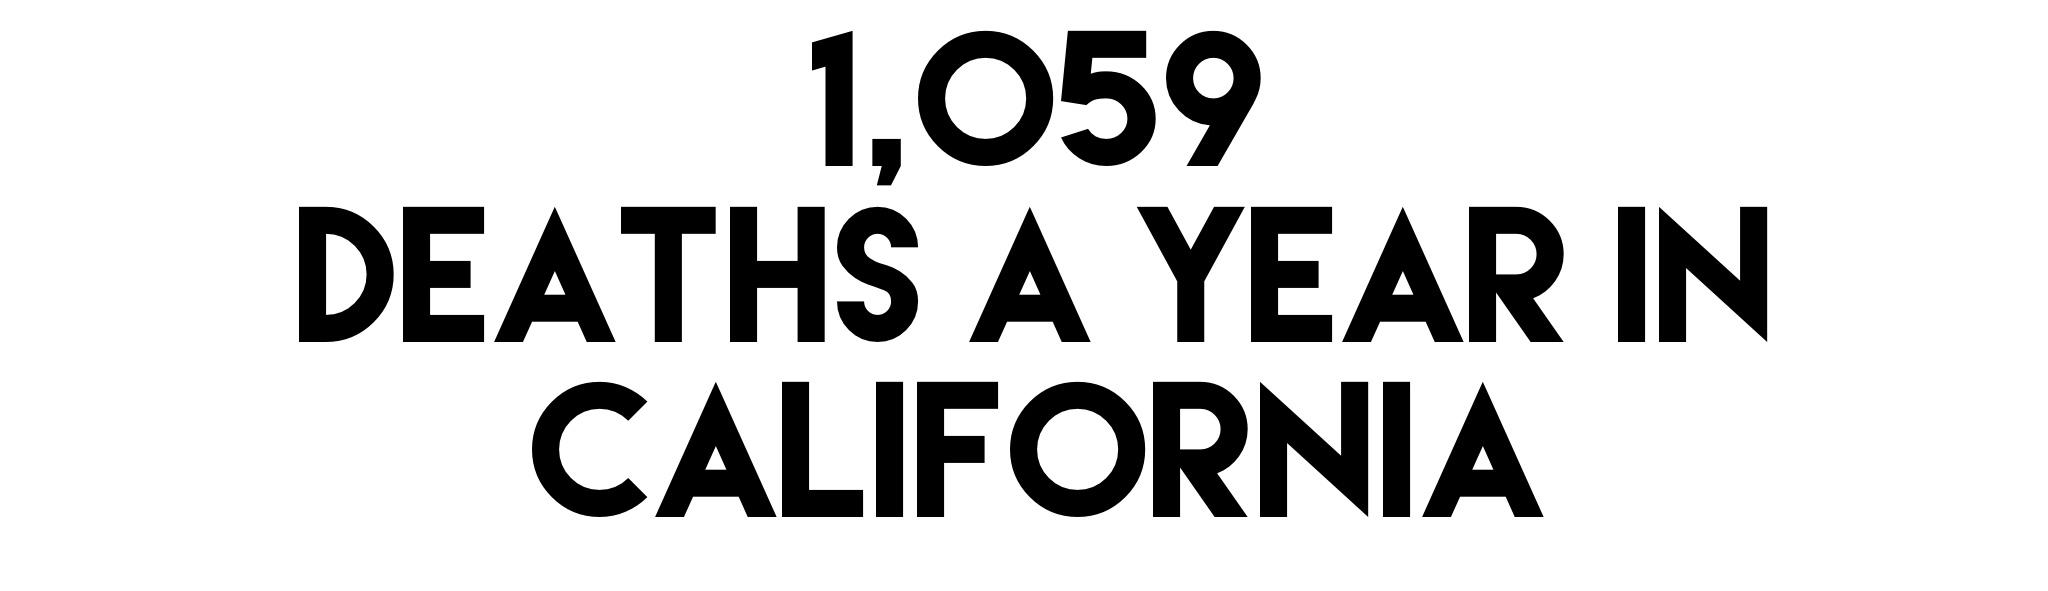 1,059
DEATHS A YEAR IN
CALIFORNIA